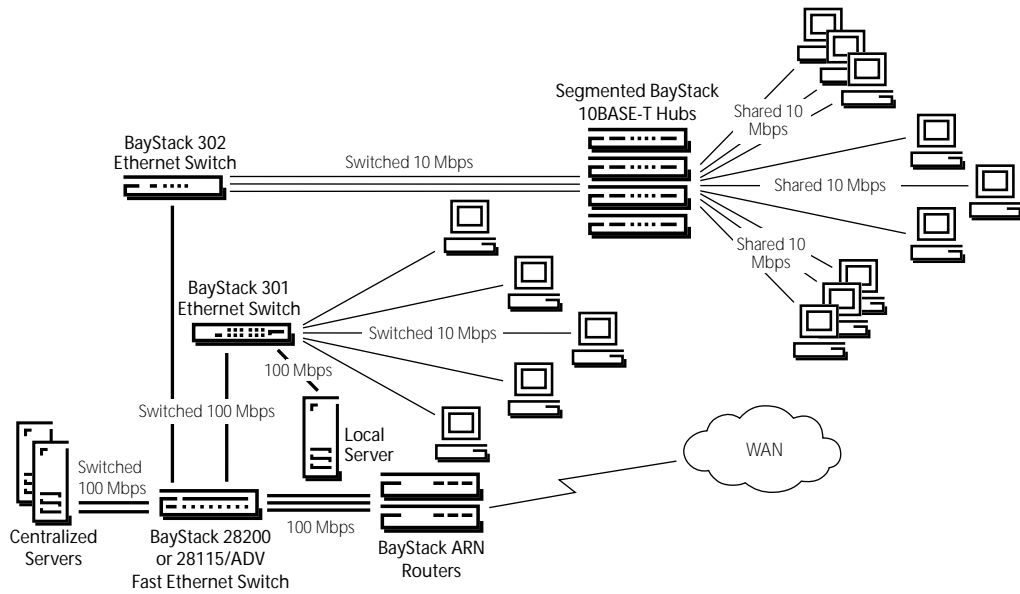 Segmented BayStack
10BASE-T Hubs
Shared 10
Mbps
BayStack 302
Ethernet Switch
Switched 10 Mbps
Shared 10 Mbps
Shared 10
Mbps
BayStack 301
Ethernet Switch
Switched 10 Mbps
100 Mbps
Switched 100 Mbps
Local
Server
WAN
Switched
100 Mbps
100 Mbps
Centralized
Servers
BayStack 28200
or 28115/ADV
Fast Ethernet Switch
BayStack ARN
Routers